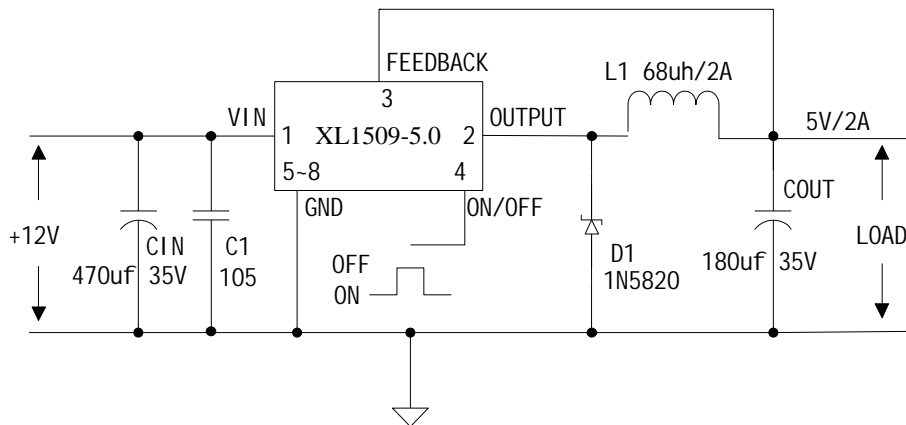 FEEDBACK
L1 68uh/2A
3
VIN
OUTPUT
5V/2A
1 XL1509-5.0 2
5~8
4
GND
ON/OFF
COUT
+12V
CIN
C1
D1
LOAD
470uf 35V
105
OFF
ON
1N5820
180uf 35V